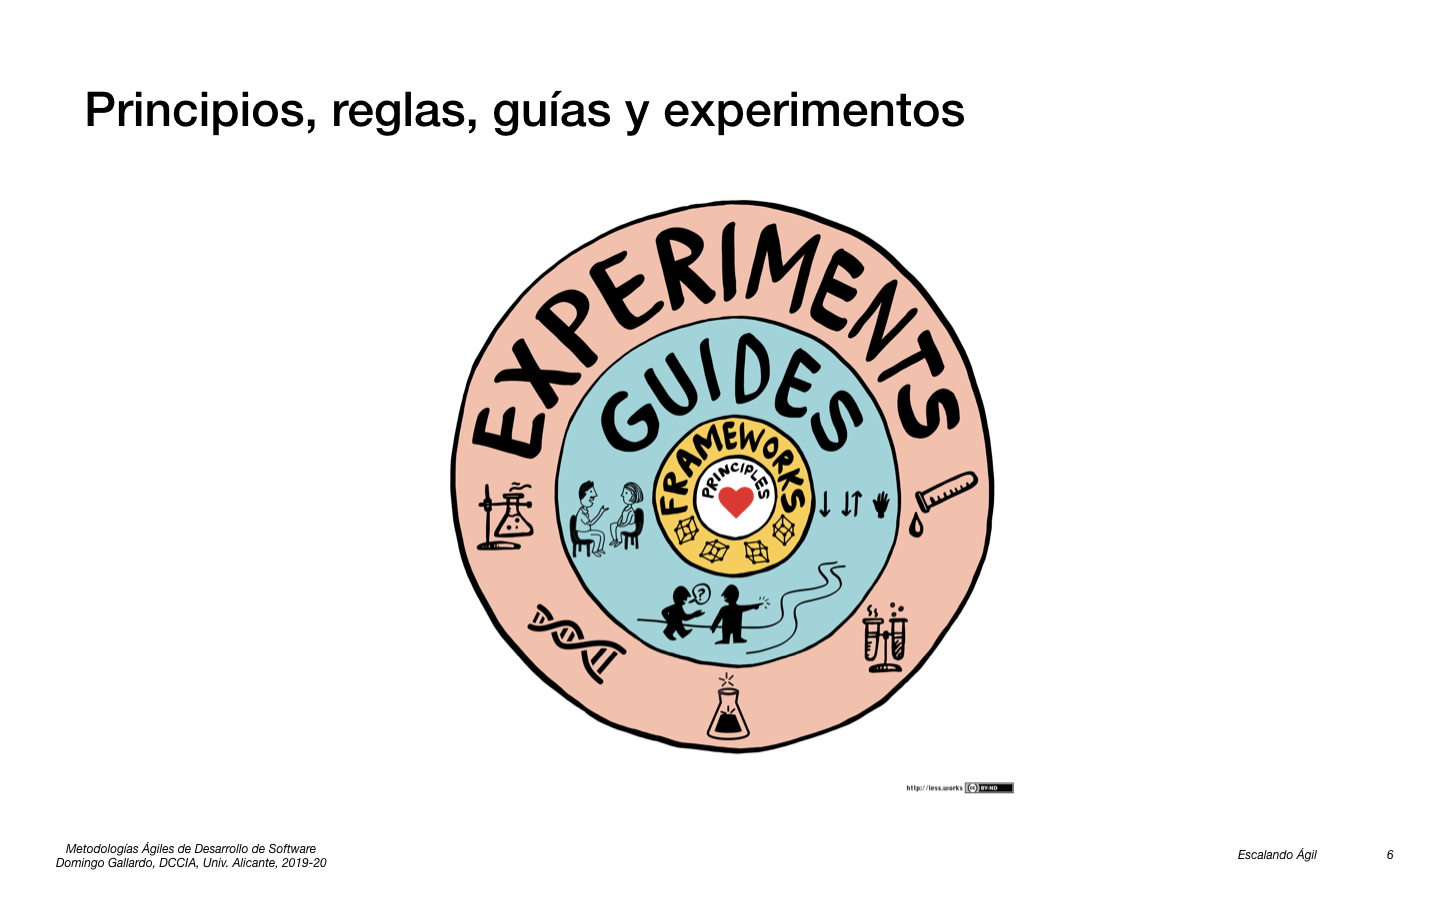 Principios, reglas, guías y experimentos
EXPERIMENTS
GUIDES
FRAMEWORKS
PRINCIPLES
?
http://less.works
cc BY-ND
Metodologías Ágiles de Desarrollo de Software
Domingo Gallardo, DCCIA, Univ. Alicante, 2019-20
Escalando Ágil
6